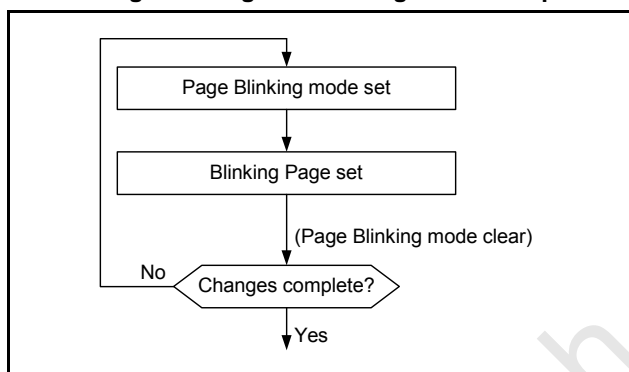 Page Blinking mode set
Blinking Page set
(Page Blinking mode clear)
No
Changes complete?
Yes